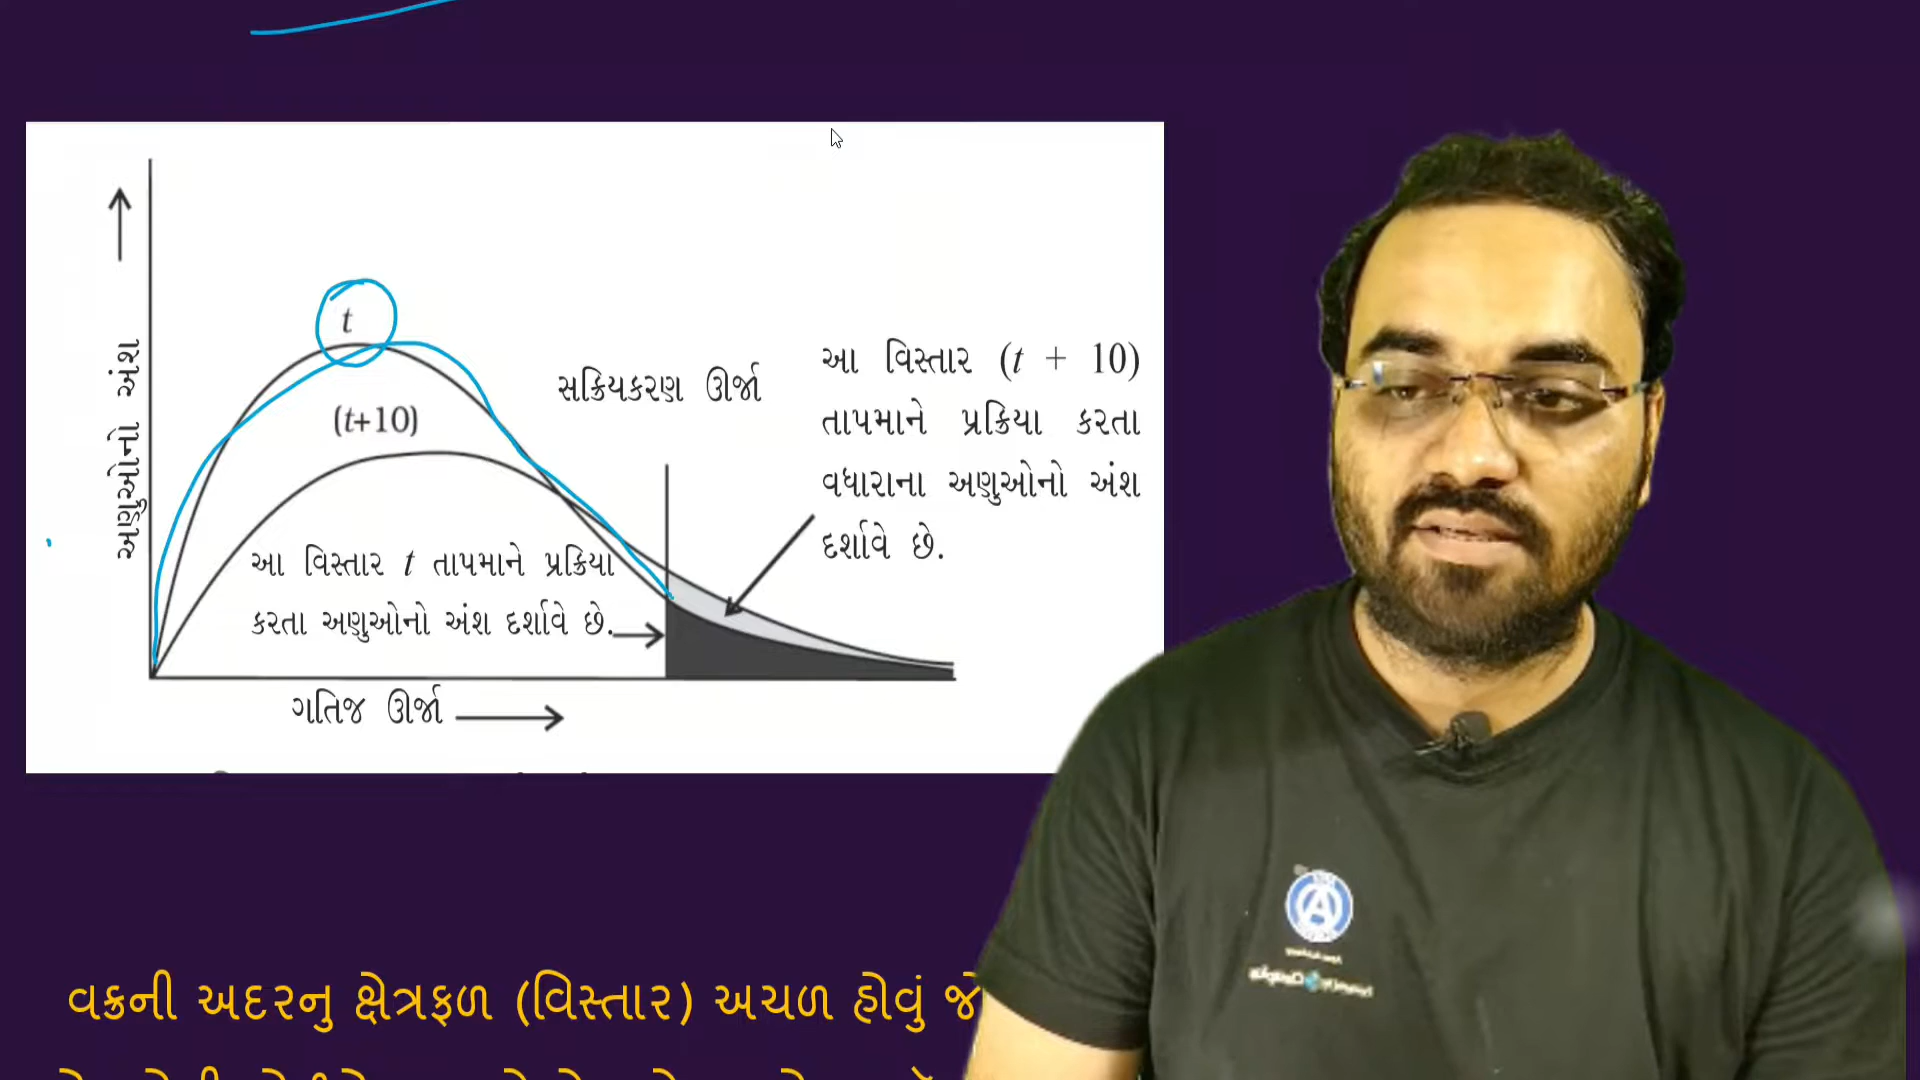 t
(t+10)
સક્રિયકરણ ઊર્જા
આ વિસ્તાર (t + 10)
તાપમાને પ્રક્રિયા કરતા
વધારાના અણુઓનો અંશ
દર્શાવે છે.
અણુઓનો અંશ
આ વિસ્તાર t તાપમાને પ્રક્રિયા
કરતા અણુઓનો અંશ દર્શાવે છે.
ગતિજ ઊર્જા
વક્રની અદરનુ ક્ષેત્રફળ (વિસ્તાર) અચળ હોવું
A